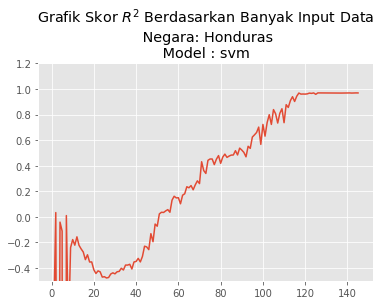 Grafik Skor $R^2$ Berdasarkan Banyak Input Data
Negara: Honduras
Model : svm
1.2
1.0
0.8
0.6
0.4
0.2
0.0
−0.2
−0.4
0 20 40 60 80 100 120 140